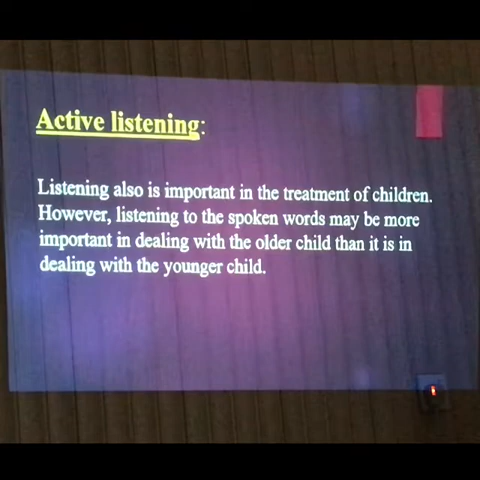 Active listening:
Listening also is important in the treatment of children.
However, listening to the spoken words may be more
important in dealing with the older child than it is in
dealing with the younger child.